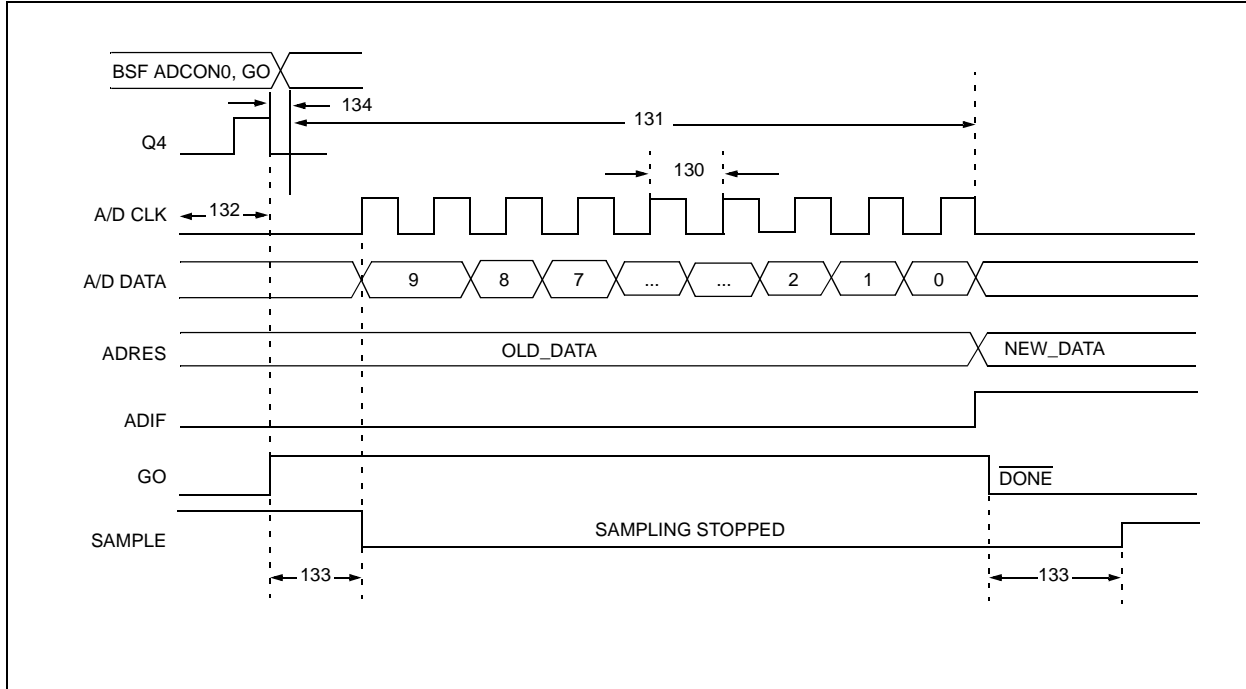 BSF ADCON0, GO
134
131
Q4
130
A/D CLK
132
A/D DATA
9 8 7 ... ... 2 1 0
ADRES
OLD_DATA
NEW_DATA
ADIF
GO
DONE
SAMPLE
SAMPLING STOPPED
133
133